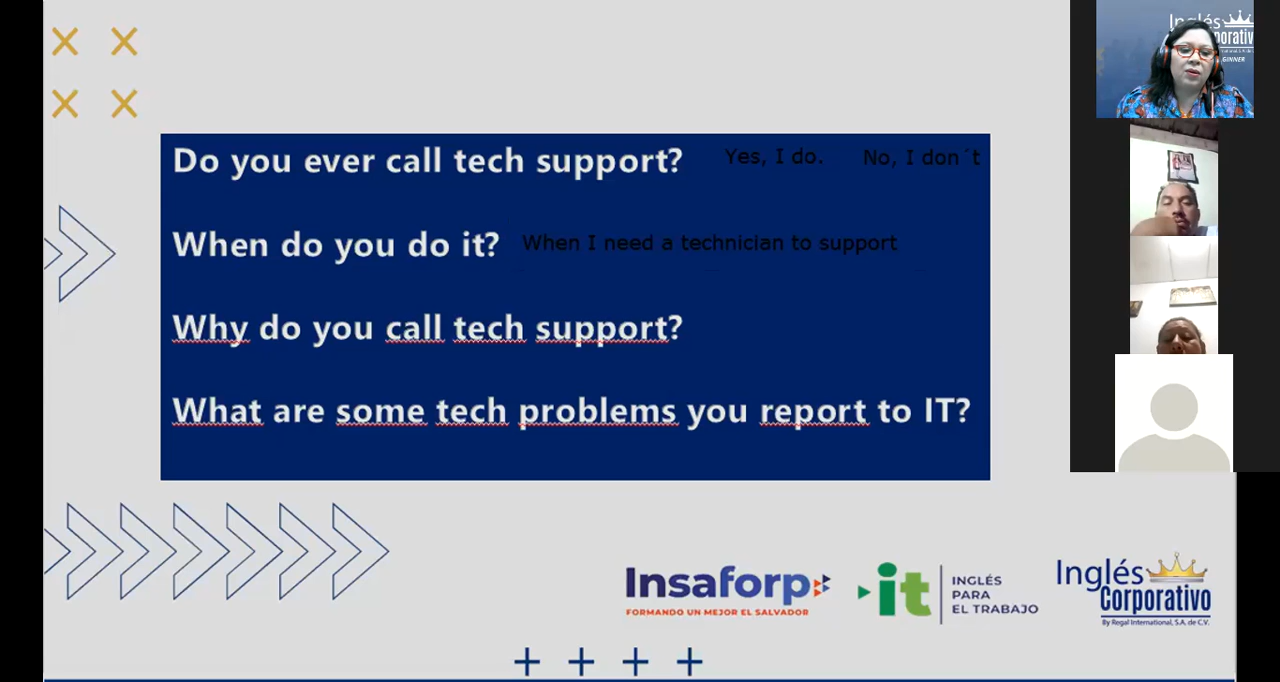 Inglés
GINNER
Do you ever call tech support? Yes, I do. No, I don´t
When do you do it? When I need a technician to support
Why do you call tech support?
What are some tech problems you report to IT?
Insaforp
FORMANDO UN MEJOR EL SALVADOR
it
INGLÉS
PARA
EL TRABAJO
Inglés
Corporativo
By Regal International, S.A. de C.V.